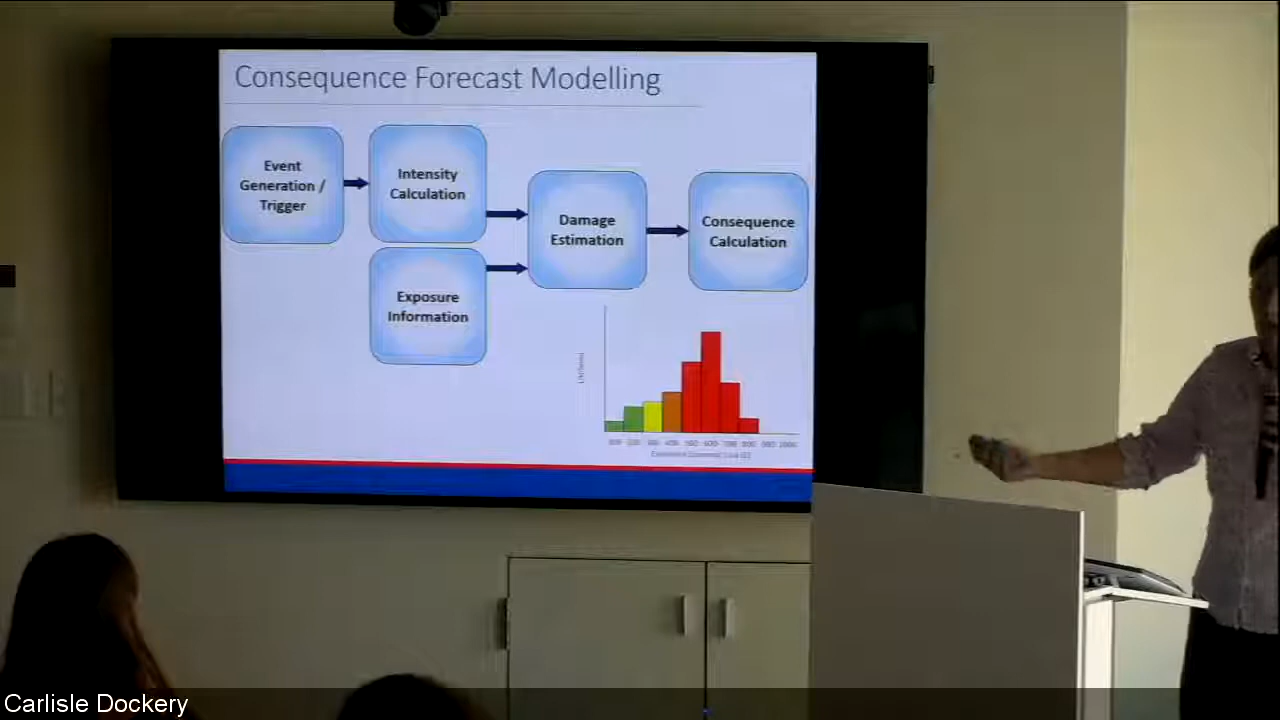 Consequence Forecast Modelling
Event
Generation /
Trigger
Intensity
Calculation
Exposure
Information
Damage
Estimation
Consequence
Calculation
Carlisle Dockery